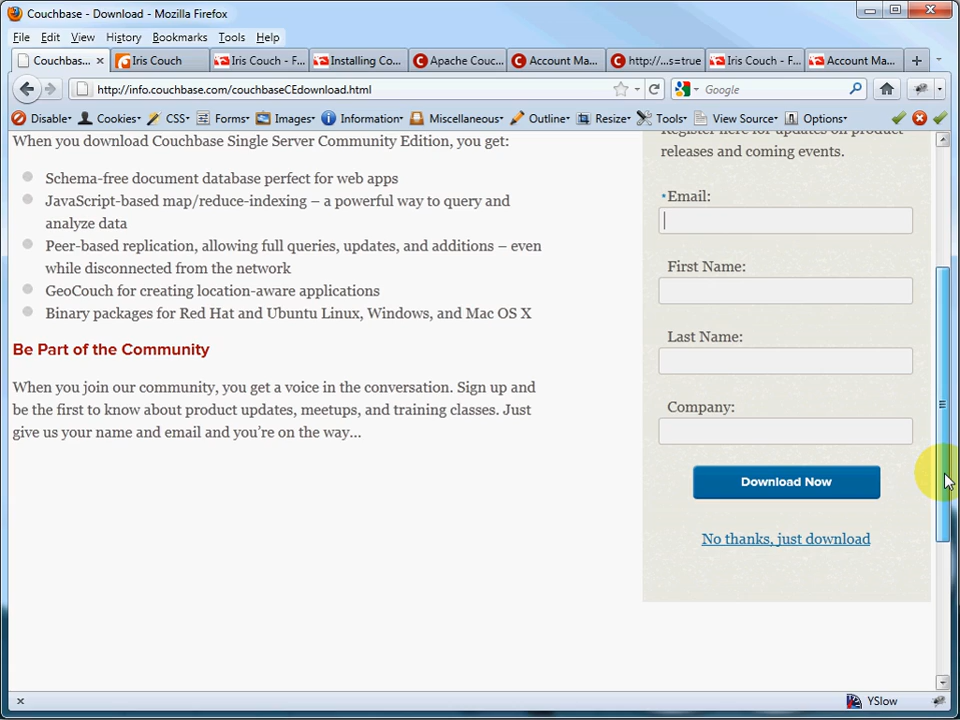 Couchbase - Download - Mozilla Firefox
File Edit View History Bookmarks Tools Help
Couchbas... Iris Couch Iris Couch - F... Installing Co... Apache Couc... Account Ma... http://...s=true Iris Couch - F... Account Ma...
http://info.couchbase.com/couchbaseCEdownload.html Google
Disable Cookies CSS Forms Images Information Miscellaneous Outline Resize Tools View Source Options
Register here for updates on product
releases and coming events.
When you download Couchbase Single Server Community Edition, you get:
Schema-free document database perfect for web apps
JavaScript-based map/reduce-indexing – a powerful way to query and
analyze data
Peer-based replication, allowing full queries, updates, and additions – even
while disconnected from the network
GeoCouch for creating location-aware applications
Binary packages for Red Hat and Ubuntu Linux, Windows, and Mac OS X
Be Part of the Community
When you join our community, you get a voice in the conversation. Sign up and
be the first to know about product updates, meetups, and training classes. Just
give us your name and email and you're on the way...
*Email:
First Name:
Last Name:
Company:
Download Now
No thanks, just download
YSlow